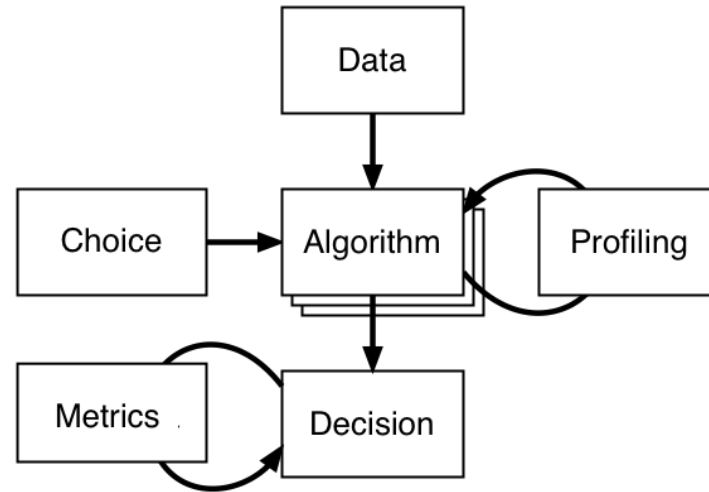 Data
Choice
Algorithm
Profiling
Metrics
Decision